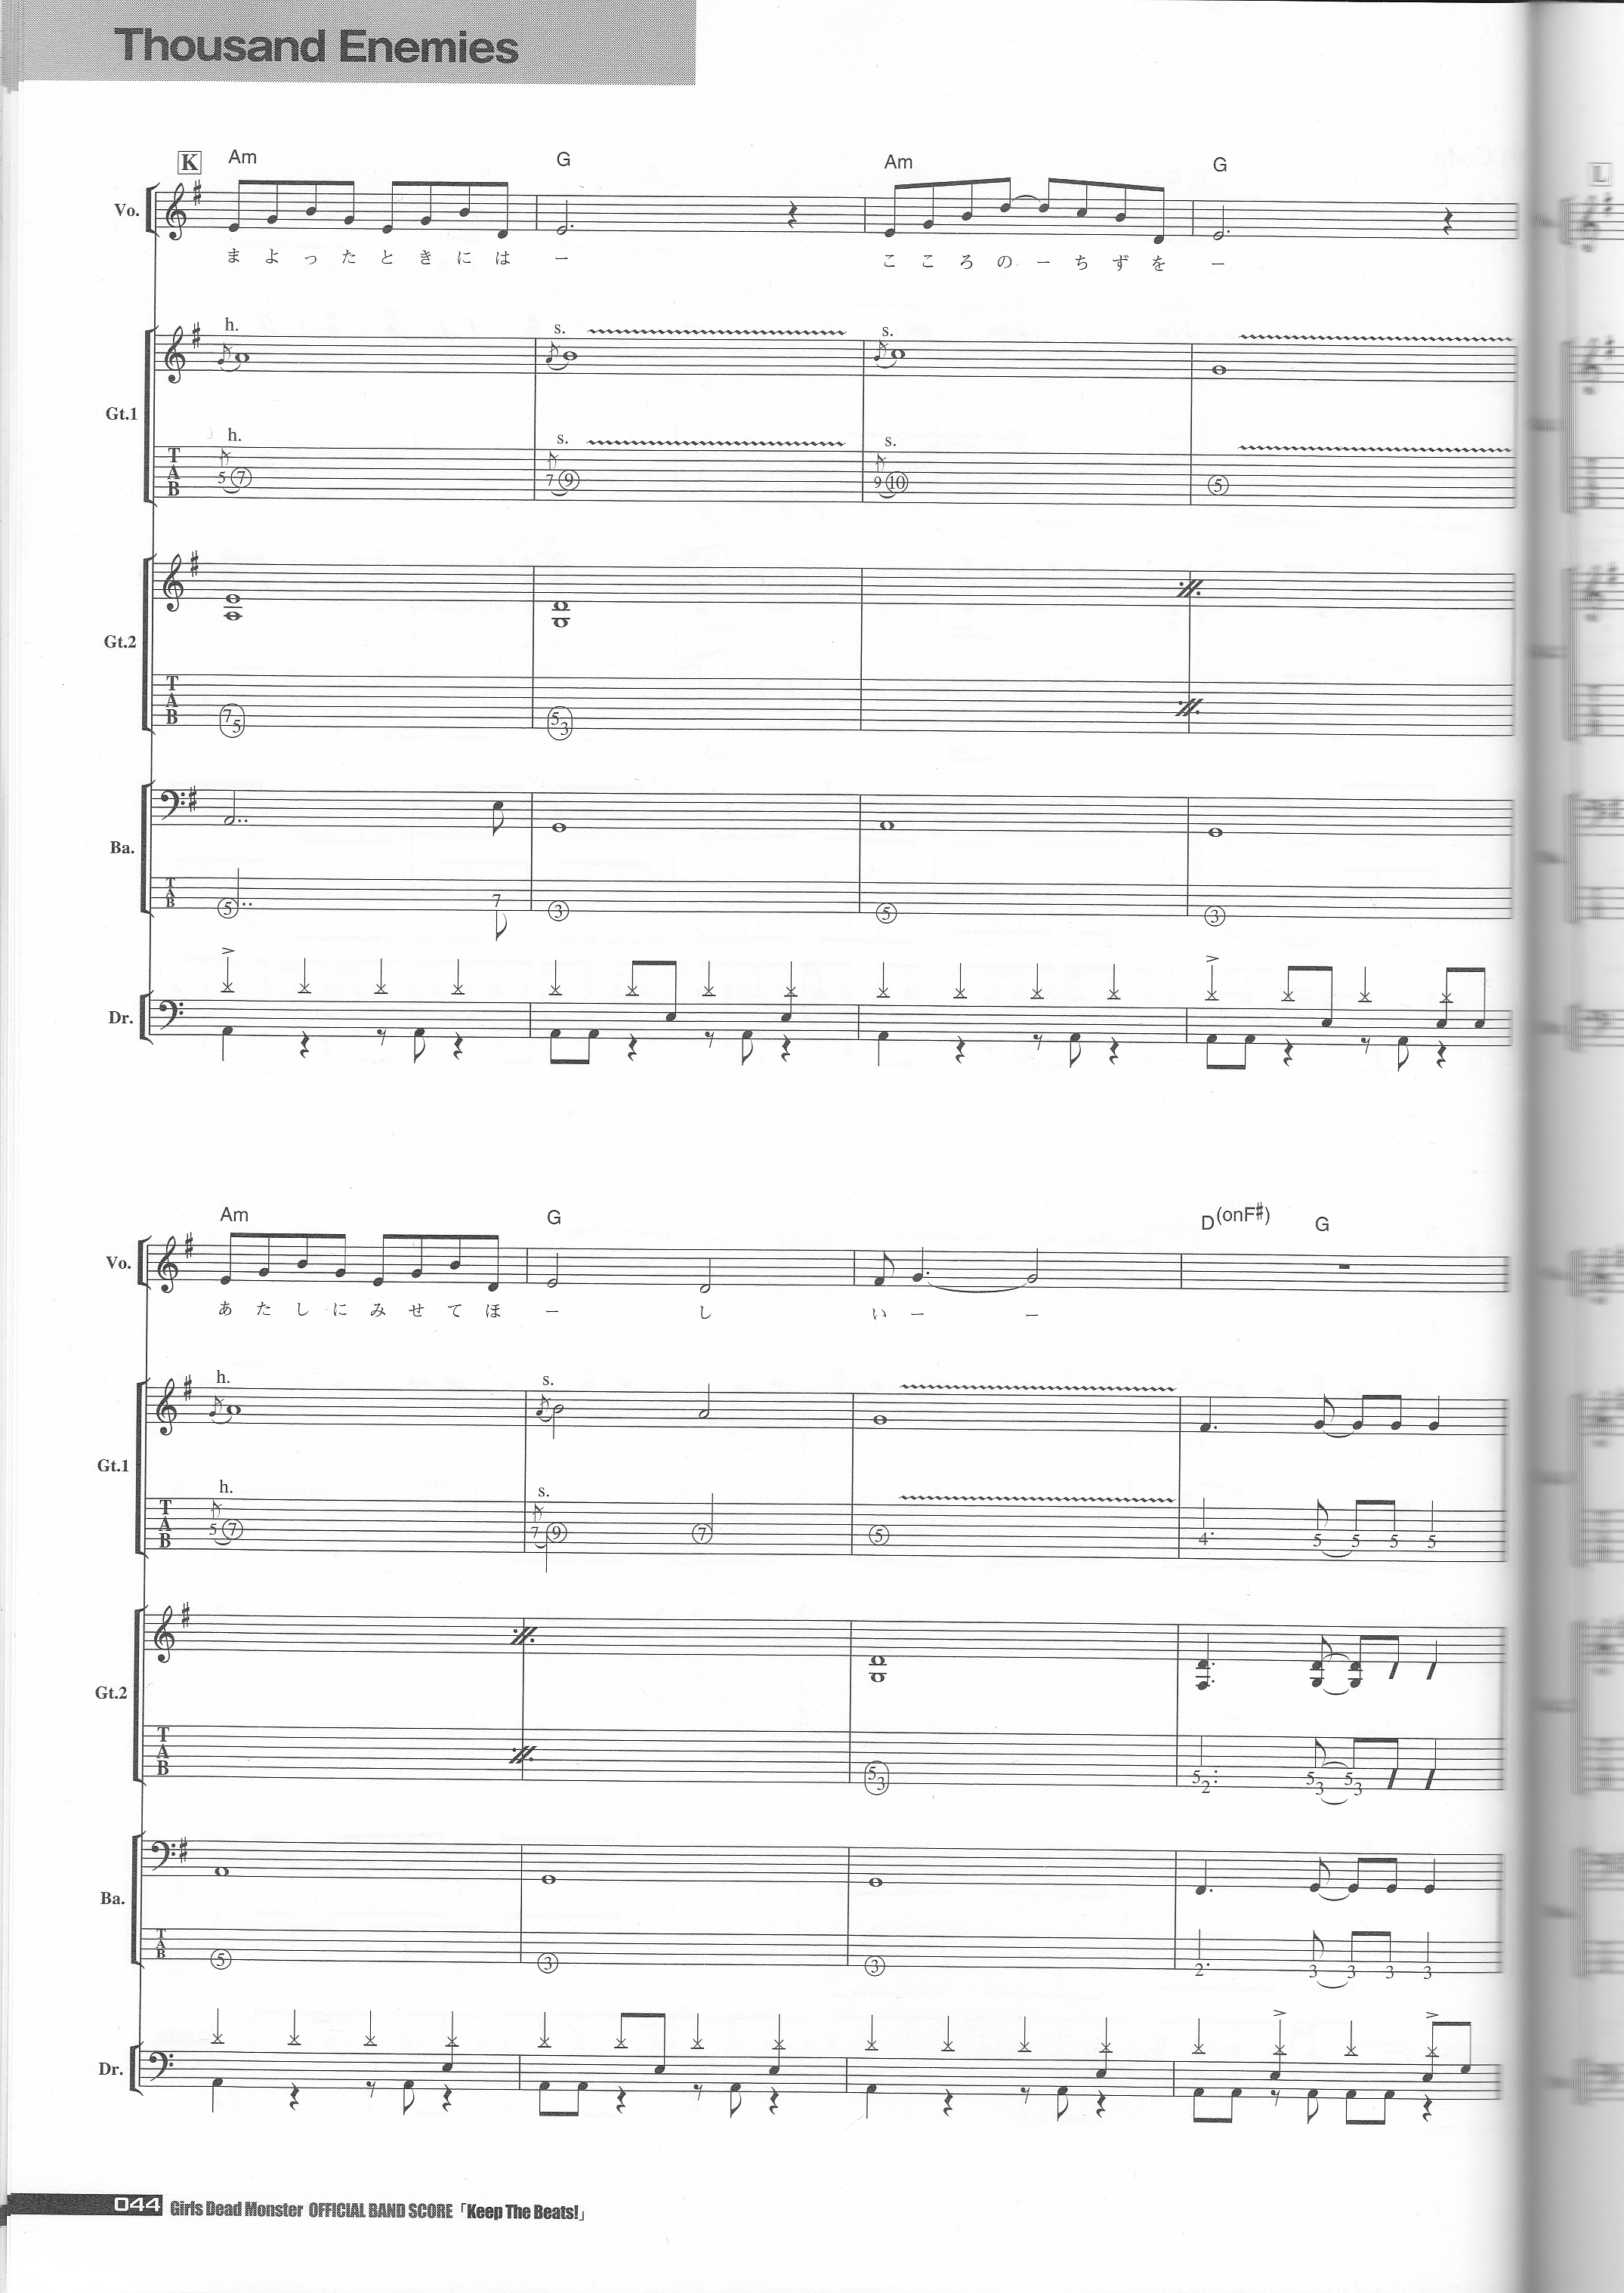 Thousand Enemies
K Am G Am G
Vo.
まよったときには ー こころのーちずを ー
h. s. s.
Gt.1
h. s. s.
T A B 5 7 7 9 9 10 5
Gt.2
T A B 7 5 5 3
Ba.
T A B 5 7 3 5 3
Dr.
L
Am G D(onF#) G
Vo.
あたしにみせてほ ー し いー ー
h. s.
Gt.1
h. s.
T A B 5 7 7 9 7 5 4 5 5 5 5
Gt.2
T A B 5 3 5 2 5 3 5 3
Ba.
T A B 5 3 3 2 3 3 3 3
Dr.
044 Girls Dead Monster OFFICIAL BAND SCORE「Keep The Beats!」